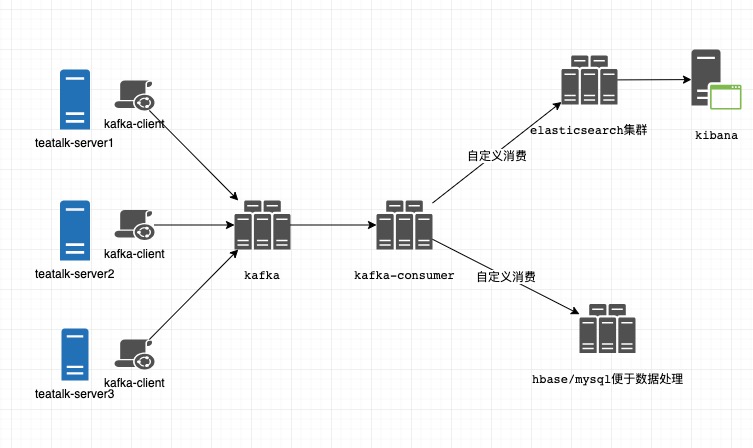 kafka-client
teatalk-server1
elasticsearch集群
kibana
自定义消费
kafka-client
teatalk-server2
kafka
kafka-consumer
自定义消费
kafka-client
teatalk-server3
hbase/mysql便于数据处理